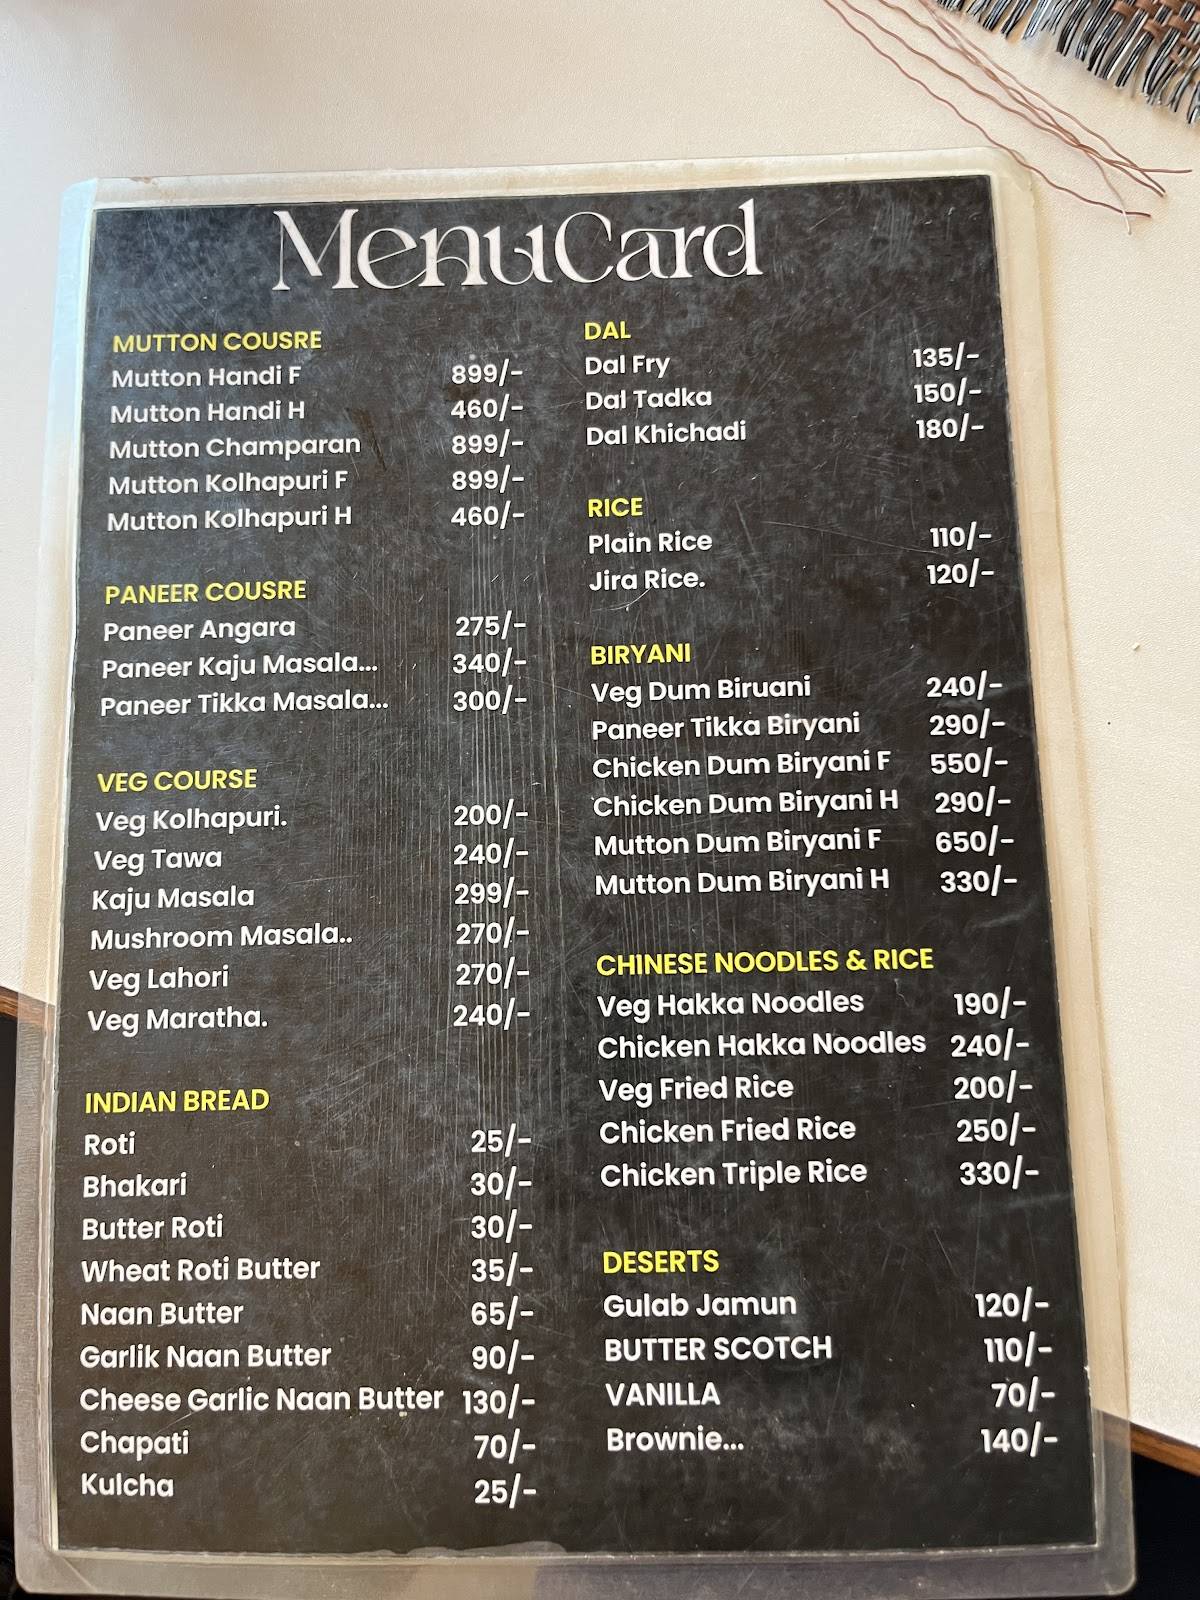 MenuCard
MUTTON COUSRE
Mutton Handi F 899/-
Mutton Handi H 460/-
Mutton Champaran 899/-
Mutton Kolhapuri F 899/-
Mutton Kolhapuri H 460/-
PANEER COUSRE
Paneer Angara 275/-
Paneer Kaju Masala... 340/-
Paneer Tikka Masala... 300/-
VEG COURSE
Veg Kolhapuri. 200/-
Veg Tawa 240/-
Kaju Masala 299/-
Mushroom Masala.. 270/-
Veg Lahori 270/-
Veg Maratha. 240/-
INDIAN BREAD
Roti 25/-
Bhakari 30/-
Butter Roti 30/-
Wheat Roti Butter 35/-
Naan Butter 65/-
Garlik Naan Butter 90/-
Cheese Garlic Naan Butter 130/-
Chapati 70/-
Kulcha 25/-
DAL
Dal Fry 135/-
Dal Tadka 150/-
Dal Khichadi 180/-
RICE
Plain Rice 110/-
Jira Rice. 120/-
BIRYANI
Veg Dum Biruani 240/-
Paneer Tikka Biryani 290/-
Chicken Dum Biryani F 550/-
Chicken Dum Biryani H 290/-
Mutton Dum Biryani F 650/-
Mutton Dum Biryani H 330/-
CHINESE NOODLES & RICE
Veg Hakka Noodles 190/-
Chicken Hakka Noodles 240/-
Veg Fried Rice 200/-
Chicken Fried Rice 250/-
Chicken Triple Rice 330/-
DESERTS
Gulab Jamun 120/-
BUTTER SCOTCH 110/-
VANILLA 70/-
Brownie... 140/-